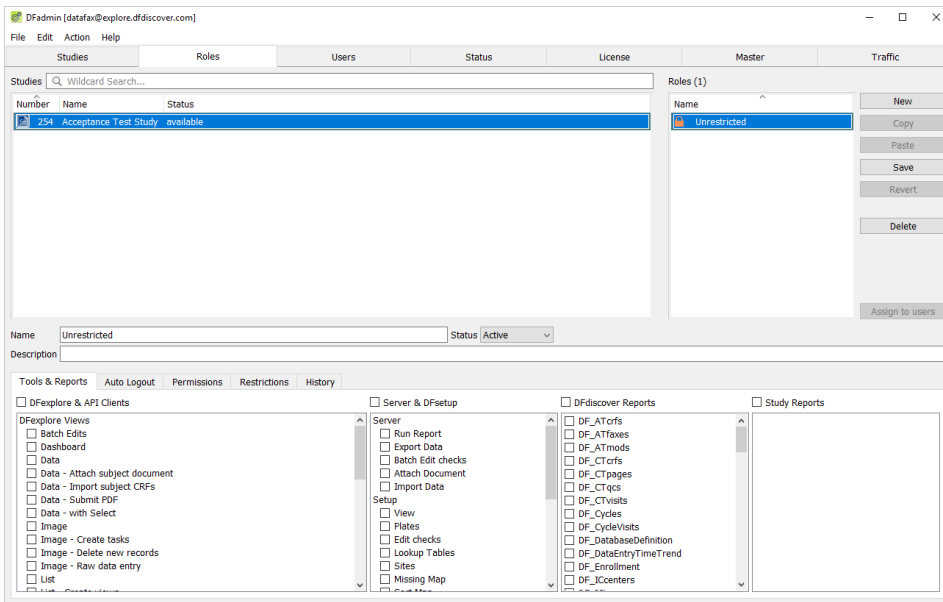 DFadmin [datafax@explore.dfdiscover.com]
File Edit Action Help
Studies Roles Users Status License Master Traffic
Studies Wildcard Search... Roles (1)
Number Name Status Name New
254 Acceptance Test Study available Unrestricted Copy
Paste
Save
Revert
Delete
Assign to users
Name Unrestricted Status Active
Description
Tools & Reports Auto Logout Permissions Restrictions History
DFexplore & API Clients Server & DFsetup DFdiscover Reports Study Reports
DFexplore Views Server DF_ATcrfs
Batch Edits Run Report DF_ATfaxes
Dashboard Export Data DF_ATmods
Data Batch Edit checks DF_CTcrfs
Data - Attach subject document Attach Document DF_CTpages
Data - Import subject CRFs Import Data DF_CTqcs
Data - Submit PDF Setup DF_CTvisits
Data - with Select View DF_Cycles
Image Plates DF_CycleVisits
Image - Create tasks Edit checks DF_DatabaseDefinition
Image - Delete new records Lookup Tables DF_DataEntryTimeTrend
Image - Raw data entry Sites DF_Enrollment
List Missing Map DF_ICcenters
List - Create views Sort Map